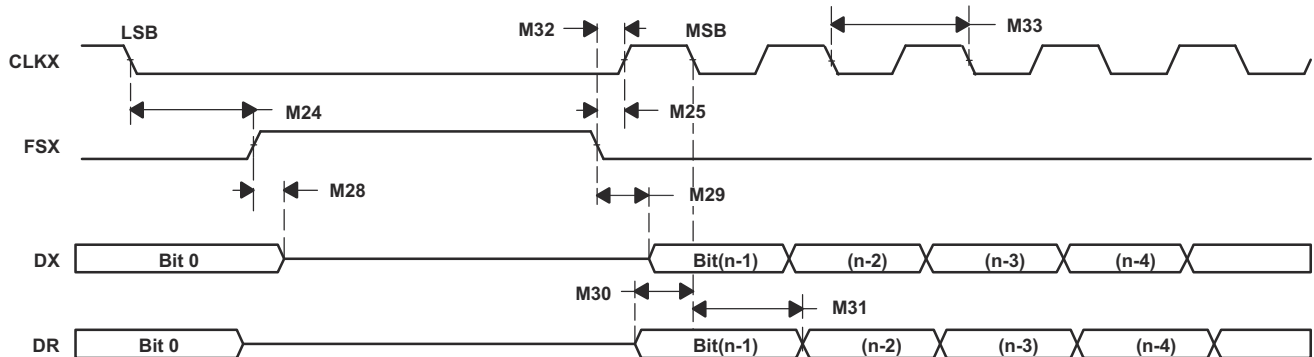 LSB
M32
MSB
M33
CLKX
M24
M25
FSX
M28
M29
DX
Bit 0
Bit(n-1)
(n-2)
(n-3)
(n-4)
M30
M31
DR
Bit 0
Bit(n-1)
(n-2)
(n-3)
(n-4)